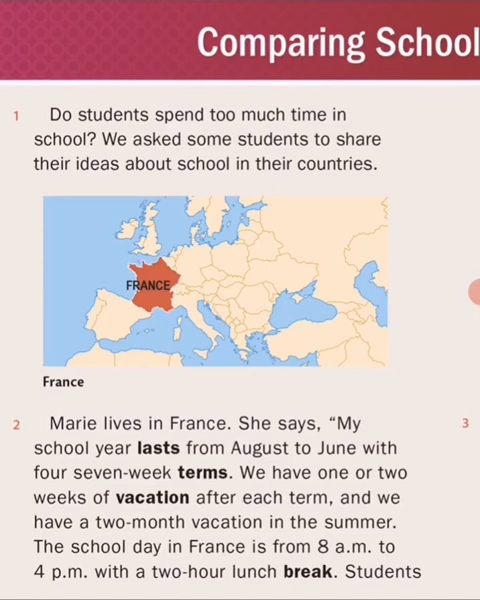 Comparing School
1 Do students spend too much time in
school? We asked some students to share
their ideas about school in their countries.
FRANCE
France
2 Marie lives in France. She says, “My
school year lasts from August to June with
four seven-week terms. We have one or two
weeks of vacation after each term, and we
have a two-month vacation in the summer.
The school day in France is from 8 a.m. to
4 p.m. with a two-hour lunch break. Students
3